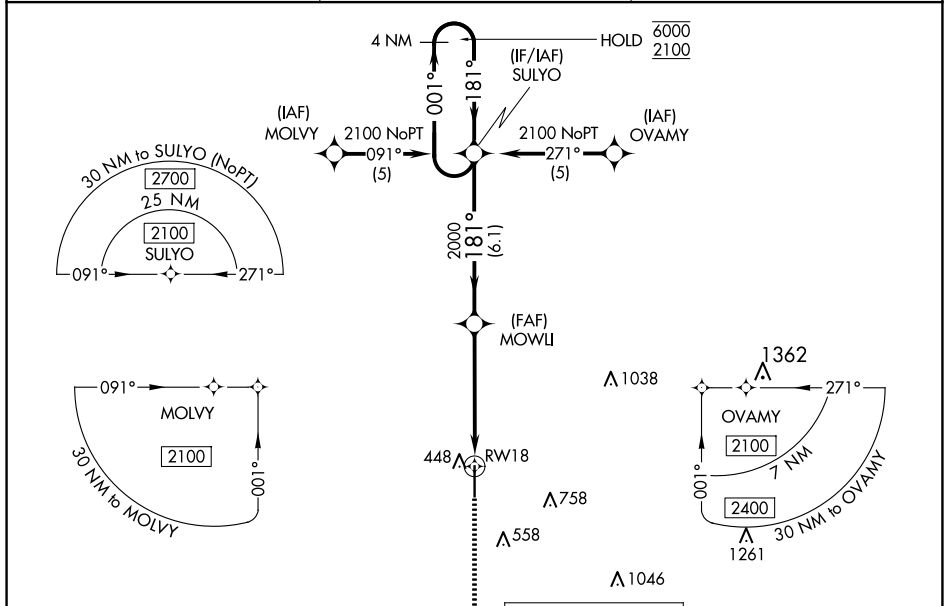 4 NM
HOLD
6000
2100
(IF/IAF)
SULYO
001°
181°
(IAF)
MOLVY
2100 NoPT
091°
(5)
2100 NoPT
271°
(5)
(IAF)
OVAMY
30 NM to SULYO (NoPT)
2700
25 NM
2100
SULYO
091°
271°
2000
181°
(6.1)
(FAF)
MOWLI
091°
MOLVY
2100
001°
30 NM to MOLVY
1038
1362
271°
OVAMY
2100
7 NM
001°
2400
30 NM to OVAMY
1261
448
RW18
758
558
1046